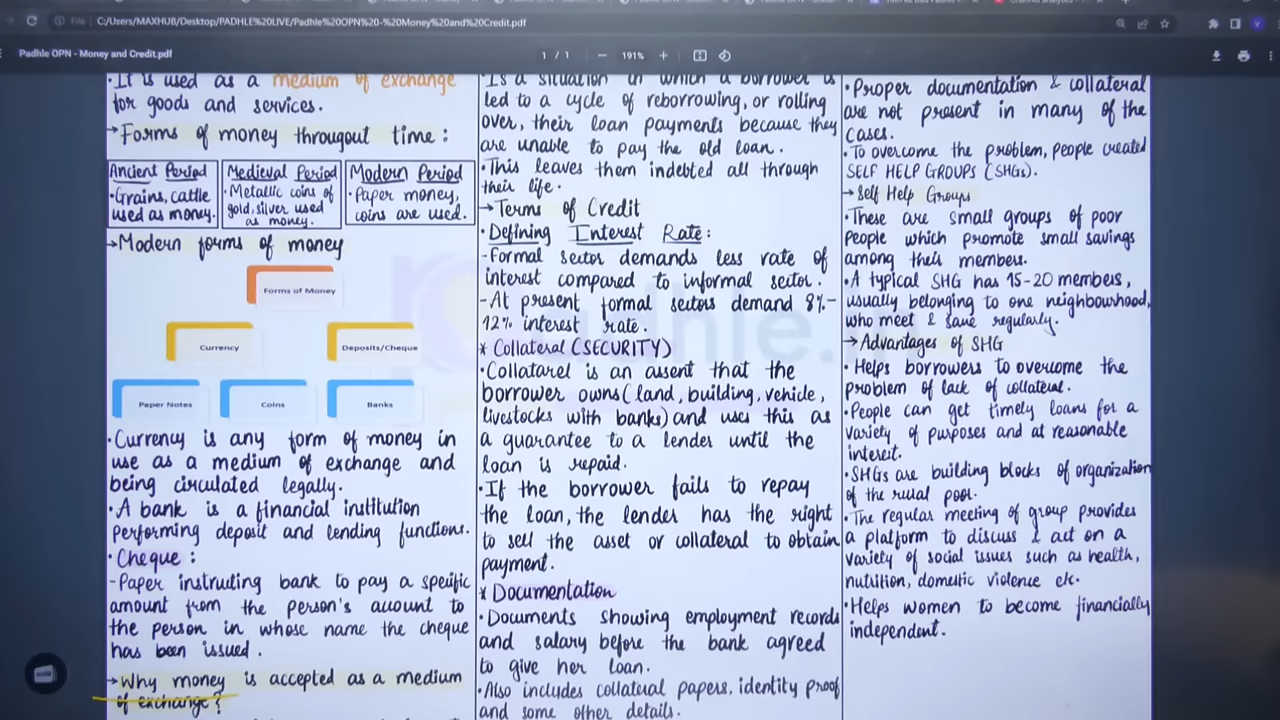 File
C:/Users/MAXHUB/Desktop/PADHLE%20LIVE/Padhle%20OPN%20-%20Money%20and%20Credit.pdf
Padhle OPN - Money and Credit.pdf
1 / 1
191%
• It is used as a medium of exchange
for goods and services.
→ Forms of money througout time :
Ancient Period
• Grains, cattle
used as money.
Medieval Period
• Metallic coins of
gold, silver used
as money.
Modern Period
• Paper money,
coins are used.
→ Modern forms of money
Forms of Money
Currency
Deposits/Cheque
Paper Notes
Coins
Banks
• Currency is any form of money in
use as a medium of exchange and
being circulated legally.
• A bank is a financial institution
performing deposit and lending functions.
• Cheque :
- Paper instruting bank to pay a specific
amount from the person's account to
the person in whose name the cheque
has been issued.
→ Why money is accepted as a medium
of exchange?
Is a situation in which a borrower is
led to a cycle of reborrowing, or rolling
over, their loan payments because they
are unable to pay the old loan.
• This leaves them indebted all through
their life.
→ Terms of Credit
• Defining Interest Rate:
- Formal sector demands less rate of
interest compared to informal sector.
- At present formal sectors demand 8%-
12% interest rate.
* Collateral (SECURITY)
• Collatarel is an assent that the
borrower owns (land, building, vehicle,
livestocks with banks) and uses this as
a guarantee to a lender until the
loan is repaid.
• If the borrower fails to repay
the loan, the lender has the right
to sell the asset or collateral to obtain
payment.
* Documentation
• Documents showing employment records
and salary before the bank agreed
to give her loan.
• Also includes collateral papers, identity proof
and some other details.
• Proper documentation & collateral
are not present in many of the
cases.
• To overcome the problem, people created
SELF HELP GROUPS (SHGs).
→ Self Help Groups
• These are small groups of poor
people which promote small savings
among their members.
• A typical SHG has 15-20 members,
usually belonging to one neighbourhood,
who meet & save regularly.
→ Advantages of SHG
• Helps borrowers to overcome the
problem of lack of collateral.
• People can get timely loans for a
variety of purposes and at reasonable
interest.
• SHGs are building blocks of organization
of the rural poor.
• The regular meeting of group provides
a platform to discuss & act on a
variety of social issues such as health,
nutrition, domestic violence etc.
• Helps women to become financially
independent.